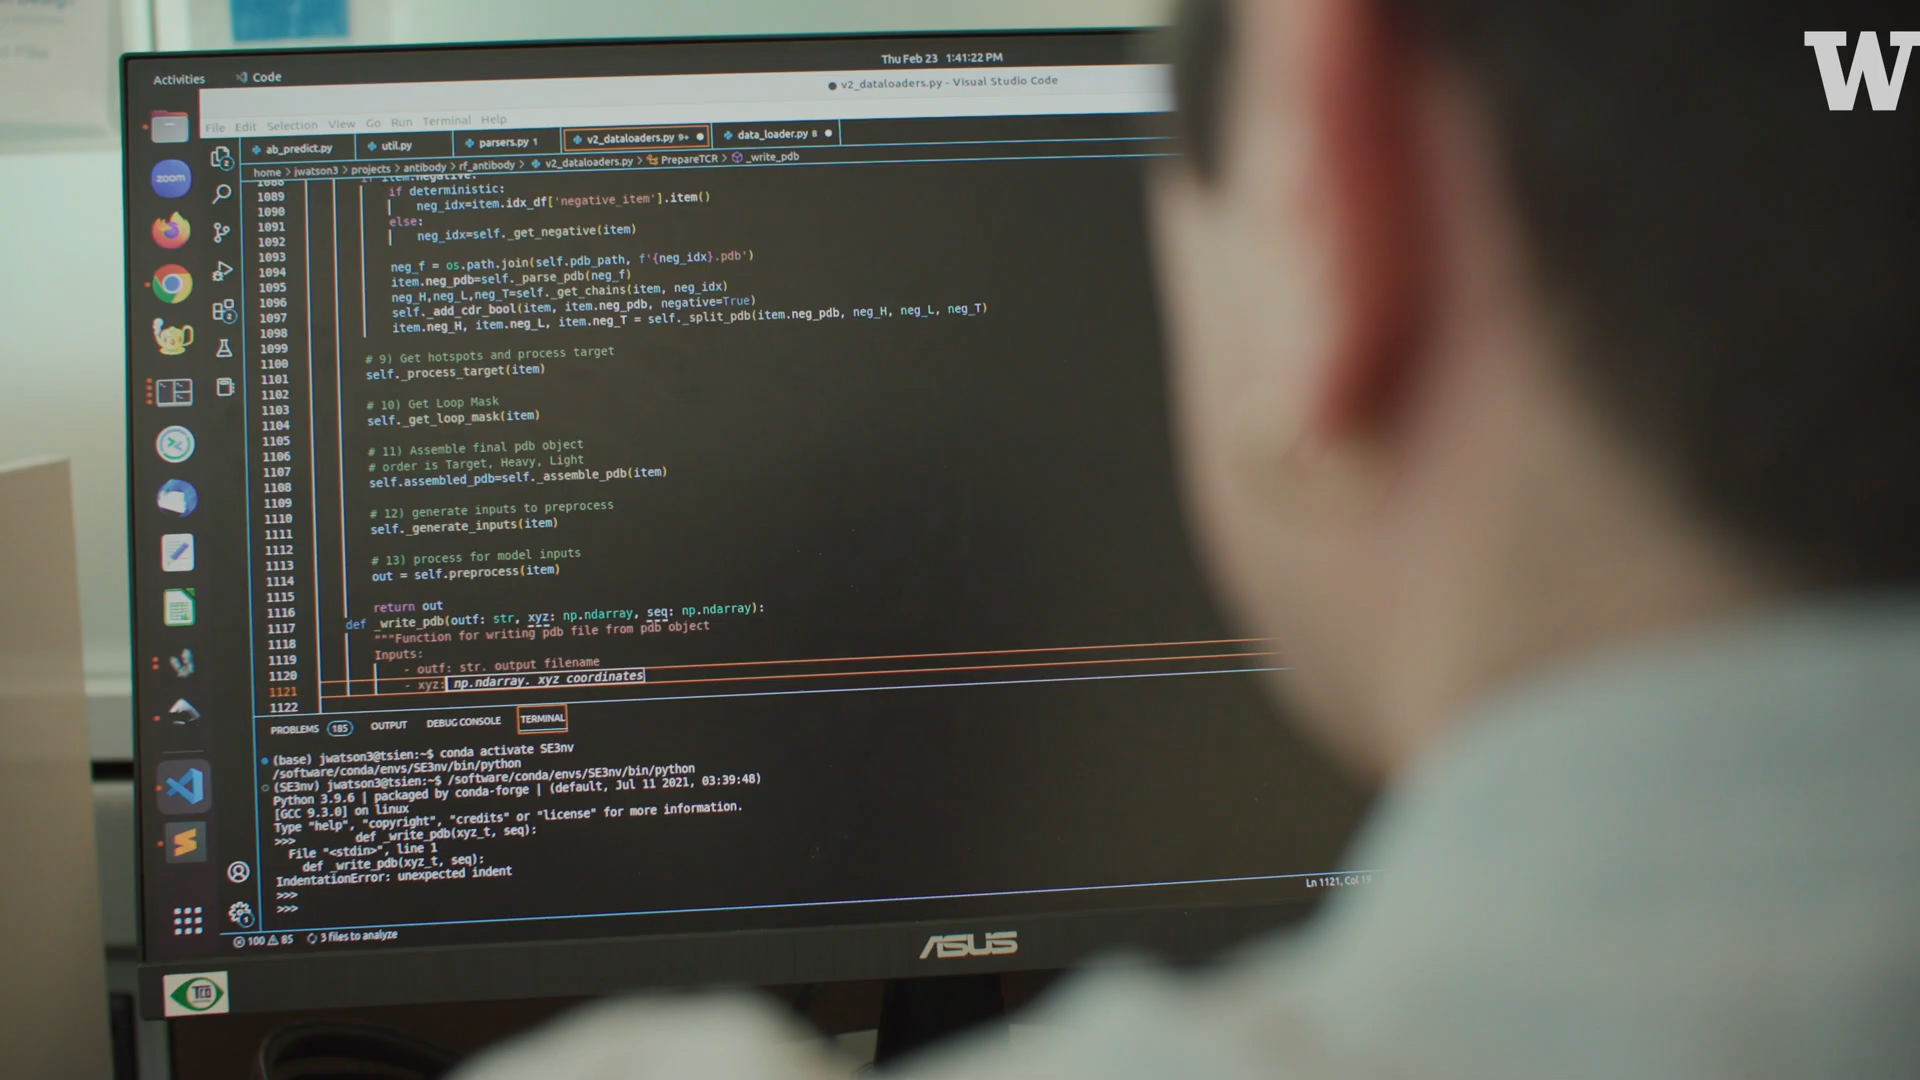 W
Activities
Code
Thu Feb 23 1:41:22 PM
v2_dataloaders.py - Visual Studio Code
File Edit Selection View Go Run Terminal Help
ab_predict.py
util.py
parsers.py 1
v2_dataloaders.py 9+
data_loader.py 8
home > jwatson3 > projects > antibody > rf_antibody > v2_dataloaders.py > PrepareTCR > _write_pdb
zoom
1088
1089 if deterministic:
1090 neg_idx=item.idx_df['negative_item'].item()
1091 else:
1092 neg_idx=self._get_negative(item)
1093
1094 neg_f = os.path.join(self.pdb_path, f'{neg_idx}.pdb')
1095 item.neg_pdb=self._parse_pdb(neg_f)
1096 neg_H,neg_L,neg_T=self._get_chains(item, neg_idx)
1097 self._add_cdr_bool(item, item.neg_pdb, negative=True)
1098 item.neg_H, item.neg_L, item.neg_T = self._split_pdb(item.neg_pdb, neg_H, neg_L, neg_T)
1099
1100 # 9) Get hotspots and process target
1101 self._process_target(item)
1102
1103 # 10) Get Loop Mask
1104 self._get_loop_mask(item)
1105
1106 # 11) Assemble final pdb object
1107 # order is Target, Heavy, Light
1108 self.assembled_pdb=self._assemble_pdb(item)
1109
1110 # 12) generate inputs to preprocess
1111 self._generate_inputs(item)
1112
1113 # 13) process for model inputs
1114 out = self.preprocess(item)
1115
1116 return out
1117 def _write_pdb(outf: str, xyz: np.ndarray, seq: np.ndarray):
1118 """Function for writing pdb file from pdb object
1119 Inputs:
1120 - outf: str. output filename
1121 - xyz: np.ndarray. xyz coordinates
1122
PROBLEMS 185 OUTPUT DEBUG CONSOLE TERMINAL
(base) jwatson3@tsien:~$ conda activate SE3nv
/software/conda/envs/SE3nv/bin/python
(SE3nv) jwatson3@tsien:~$ /software/conda/envs/SE3nv/bin/python
Python 3.9.6 | packaged by conda-forge | (default, Jul 11 2021, 03:39:48)
[GCC 9.3.0] on linux
Type "help", "copyright", "credits" or "license" for more information.
>>> def _write_pdb(xyz_t, seq):
File "<stdin>", line 1
def _write_pdb(xyz_t, seq):
IndentationError: unexpected indent
>>>
>>>
Ln 1121, Col 19
100 85 3 files to analyze
ASUS
TCO